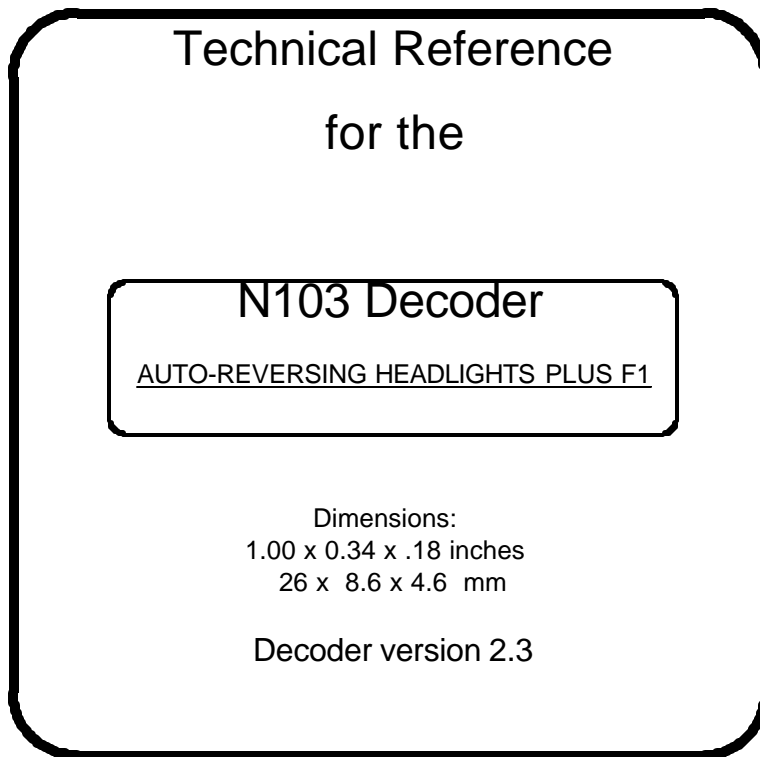 Technical Reference
for the
N103 Decoder
AUTO-REVERSING HEADLIGHTS PLUS F1
Dimensions:
1.00 x 0.34 x .18 inches
26 x 8.6 x 4.6 mm
Decoder version 2.3